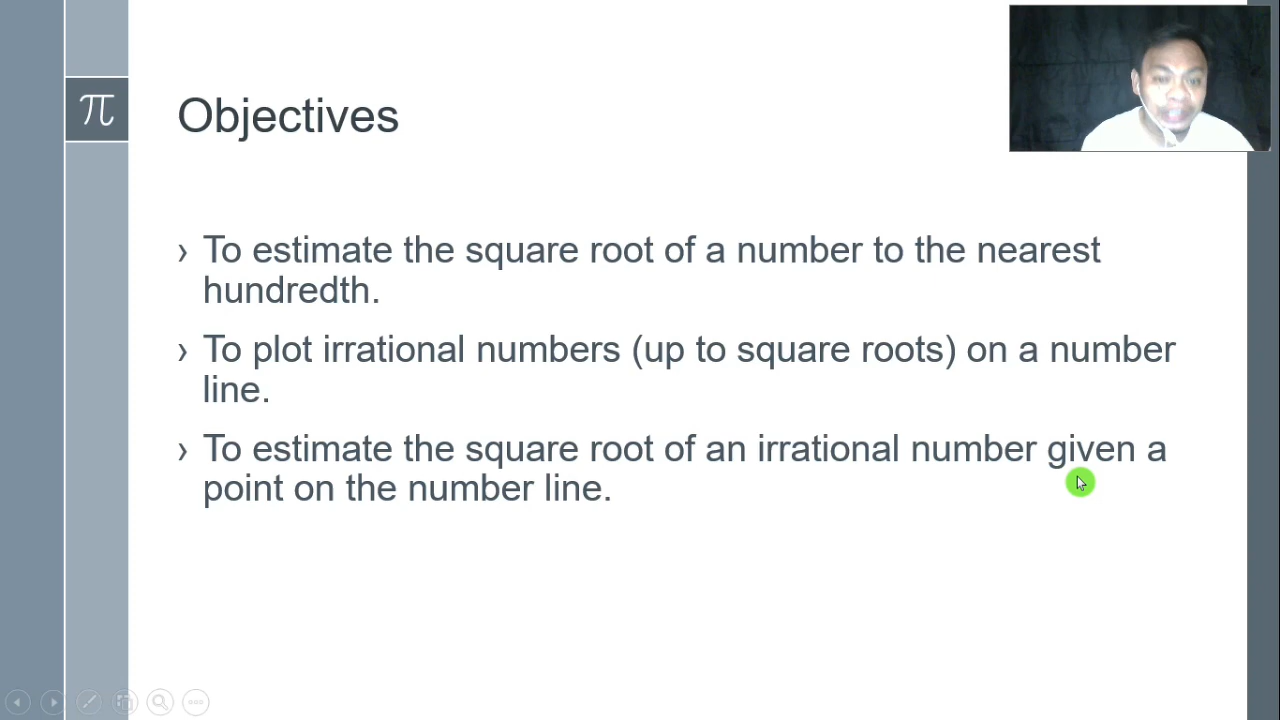 π
Objectives
› To estimate the square root of a number to the nearest
hundredth.
› To plot irrational numbers (up to square roots) on a number
line.
› To estimate the square root of an irrational number given a
point on the number line.